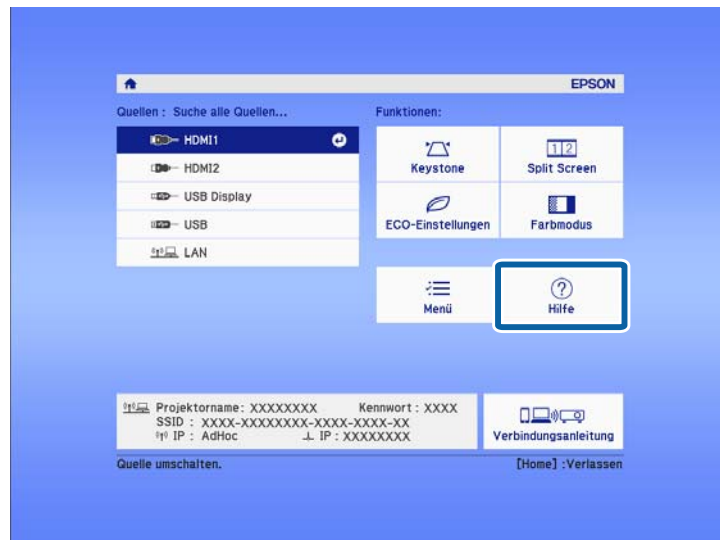 EPSON
Quellen : Suche alle Quellen...
HDMI1
HDMI2
USB Display
USB
LAN
Funktionen:
Keystone
Split Screen
1 2
ECO-Einstellungen
Farbmodus
Menü
Hilfe
?
Projektorname: XXXXXXXX Kennwort : XXXX
SSID : XXXX-XXXXXXXX-XXXX-XXXX-XX
IP : AdHoc IP : XXXXXXXX
Verbindungsanleitung
Quelle umschalten.
[Home] :Verlassen